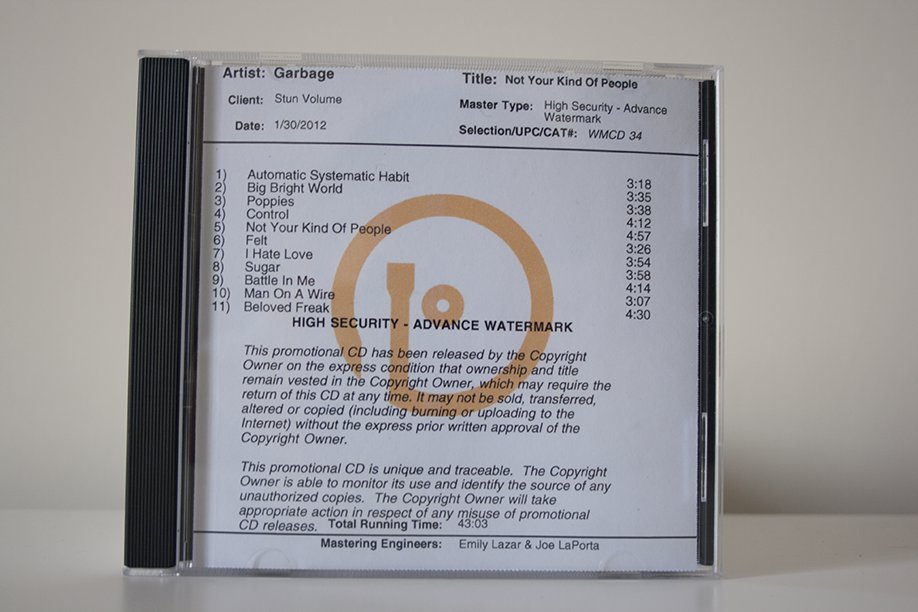 Artist: Garbage
Title: Not Your Kind Of People
Client: Stun Volume
Master Type: High Security - Advance
Watermark
Date: 1/30/2012
Selection/UPC/CAT#: WMCD 34
1) Automatic Systematic Habit 3:18
2) Big Bright World 3:35
3) Poppies 3:38
4) Control 4:12
5) Not Your Kind Of People 4:57
6) Felt 3:26
7) I Hate Love 3:54
8) Sugar 3:58
9) Battle In Me 4:14
10) Man On A Wire 3:07
11) Beloved Freak 4:30
HIGH SECURITY - ADVANCE WATERMARK
This promotional CD has been released by the Copyright
Owner on the express condition that ownership and title
remain vested in the Copyright Owner, which may require the
return of this CD at any time. It may not be sold, transferred,
altered or copied (including burning or uploading to the
Internet) without the express prior written approval of the
Copyright Owner.
This promotional CD is unique and traceable. The Copyright
Owner is able to monitor its use and identify the source of any
unauthorized copies. The Copyright Owner will take
appropriate action in respect of any misuse of promotional
CD releases. Total Running Time: 43:03
Mastering Engineers: Emily Lazar & Joe LaPorta